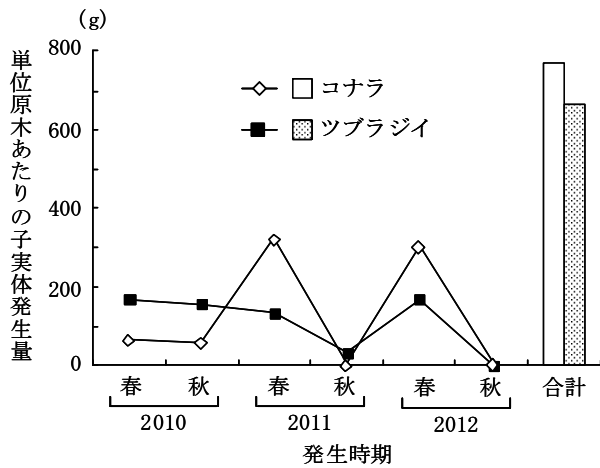 (g)
単位原木あたりの子実体発生量
800
600
400
200
0
コナラ
ツブラジイ
春 秋 春 秋 春 秋 合計
2010 2011 2012
発生時期